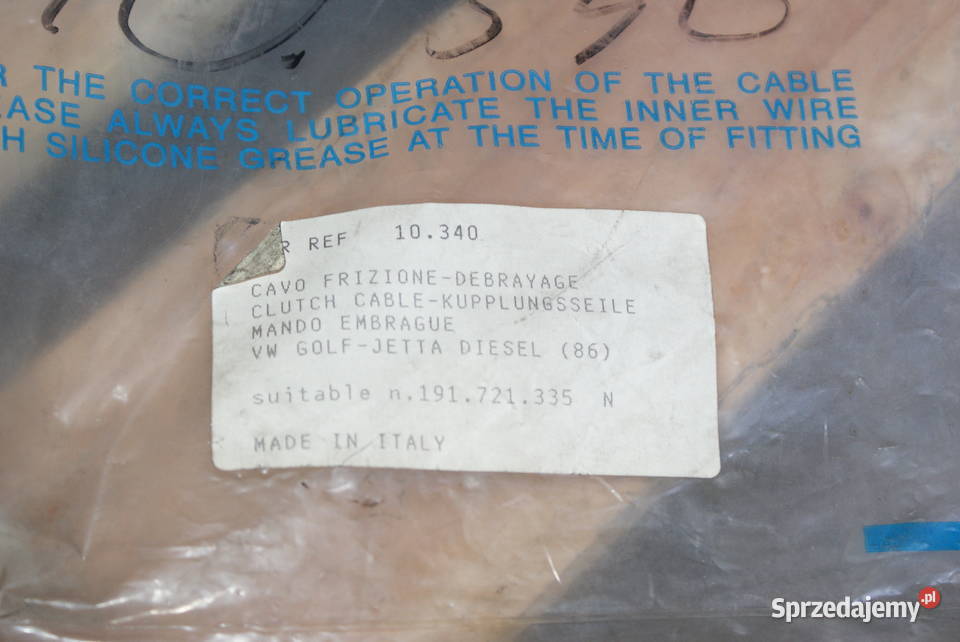 R THE CORRECT OPERATION OF THE CABLE
EASE ALWAYS LUBRICATE THE INNER WIRE
H SILICONE GREASE AT THE TIME OF FITTING
R REF 10.340
CAVO FRIZIONE-DEBRAYAGE
CLUTCH CABLE-KUPPLUNGSSEILE
MANDO EMBRAGUE
VW GOLF-JETTA DIESEL (86)
suitable n.191.721.335 N
MADE IN ITALY
Sprzedajemy.pl